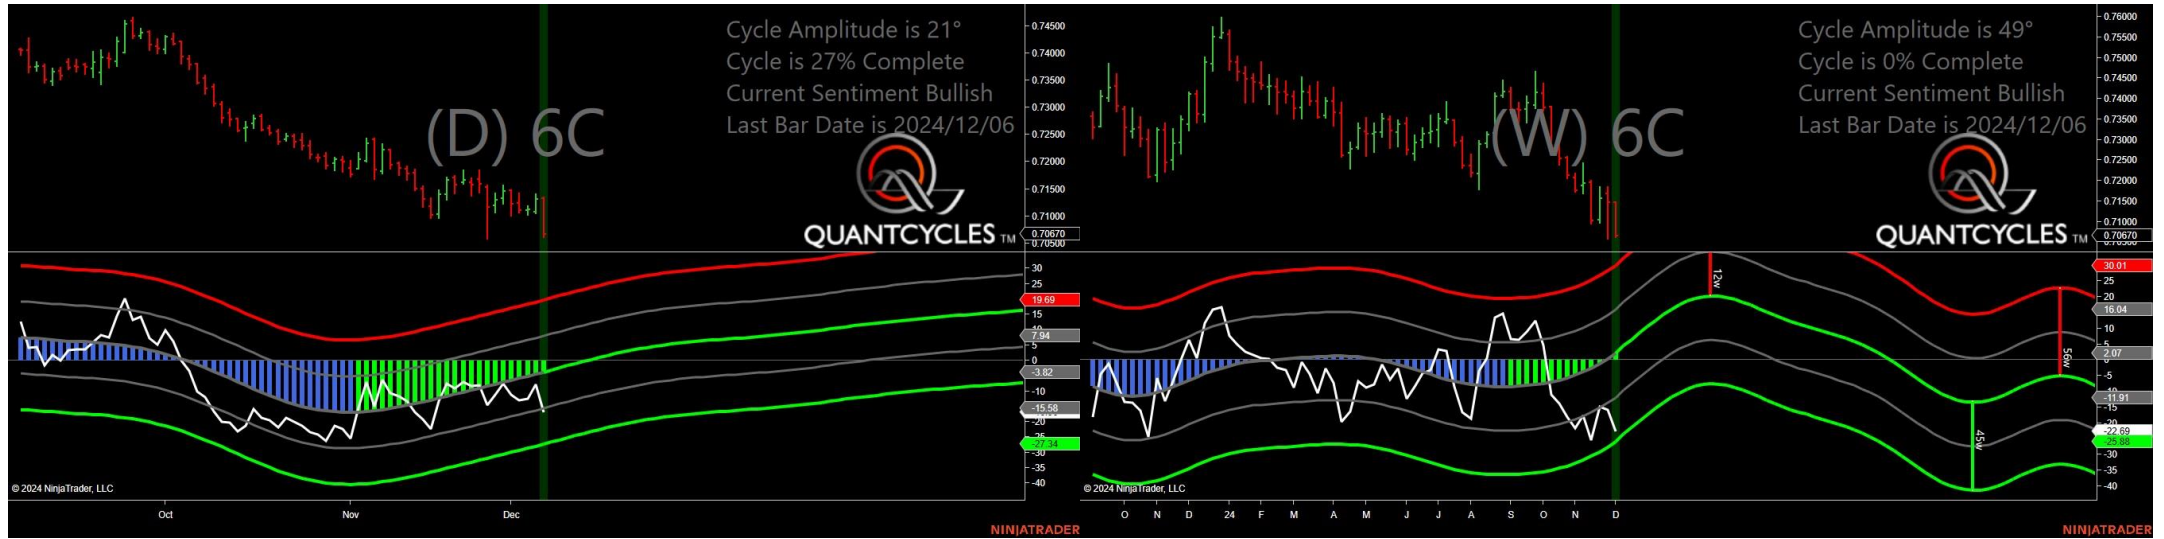 Cycle Amplitude is 21°
Cycle is 27% Complete
Current Sentiment Bullish
Last Bar Date is 2024/12/06
(D) 6C
QUANTCYCLES TM
0.74500
0.74000
0.73500
0.73000
0.72500
0.72000
0.71500
0.71000
0.70670
0.70500
30
25
19.69
15
10
7.94
5
0
-3.82
-10
-15.58
-20
-25
-27.34
-30
-35
-40
© 2024 NinjaTrader, LLC
Oct Nov Dec
NINJATRADER
Cycle Amplitude is 49°
Cycle is 0% Complete
Current Sentiment Bullish
Last Bar Date is 2024/12/06
(W) 6C
QUANTCYCLES TM
0.76000
0.75500
0.75000
0.74500
0.74000
0.73500
0.73000
0.72500
0.72000
0.71500
0.71000
0.70670
12w
45w
56w
30.01
25
20
16.04
10
5
2.07
-5
-11.91
-15
-22.69
-25.88
-30
-35
-40
© 2024 NinjaTrader, LLC
O N D 24 F M A M J J A S O N D
NINJATRADER